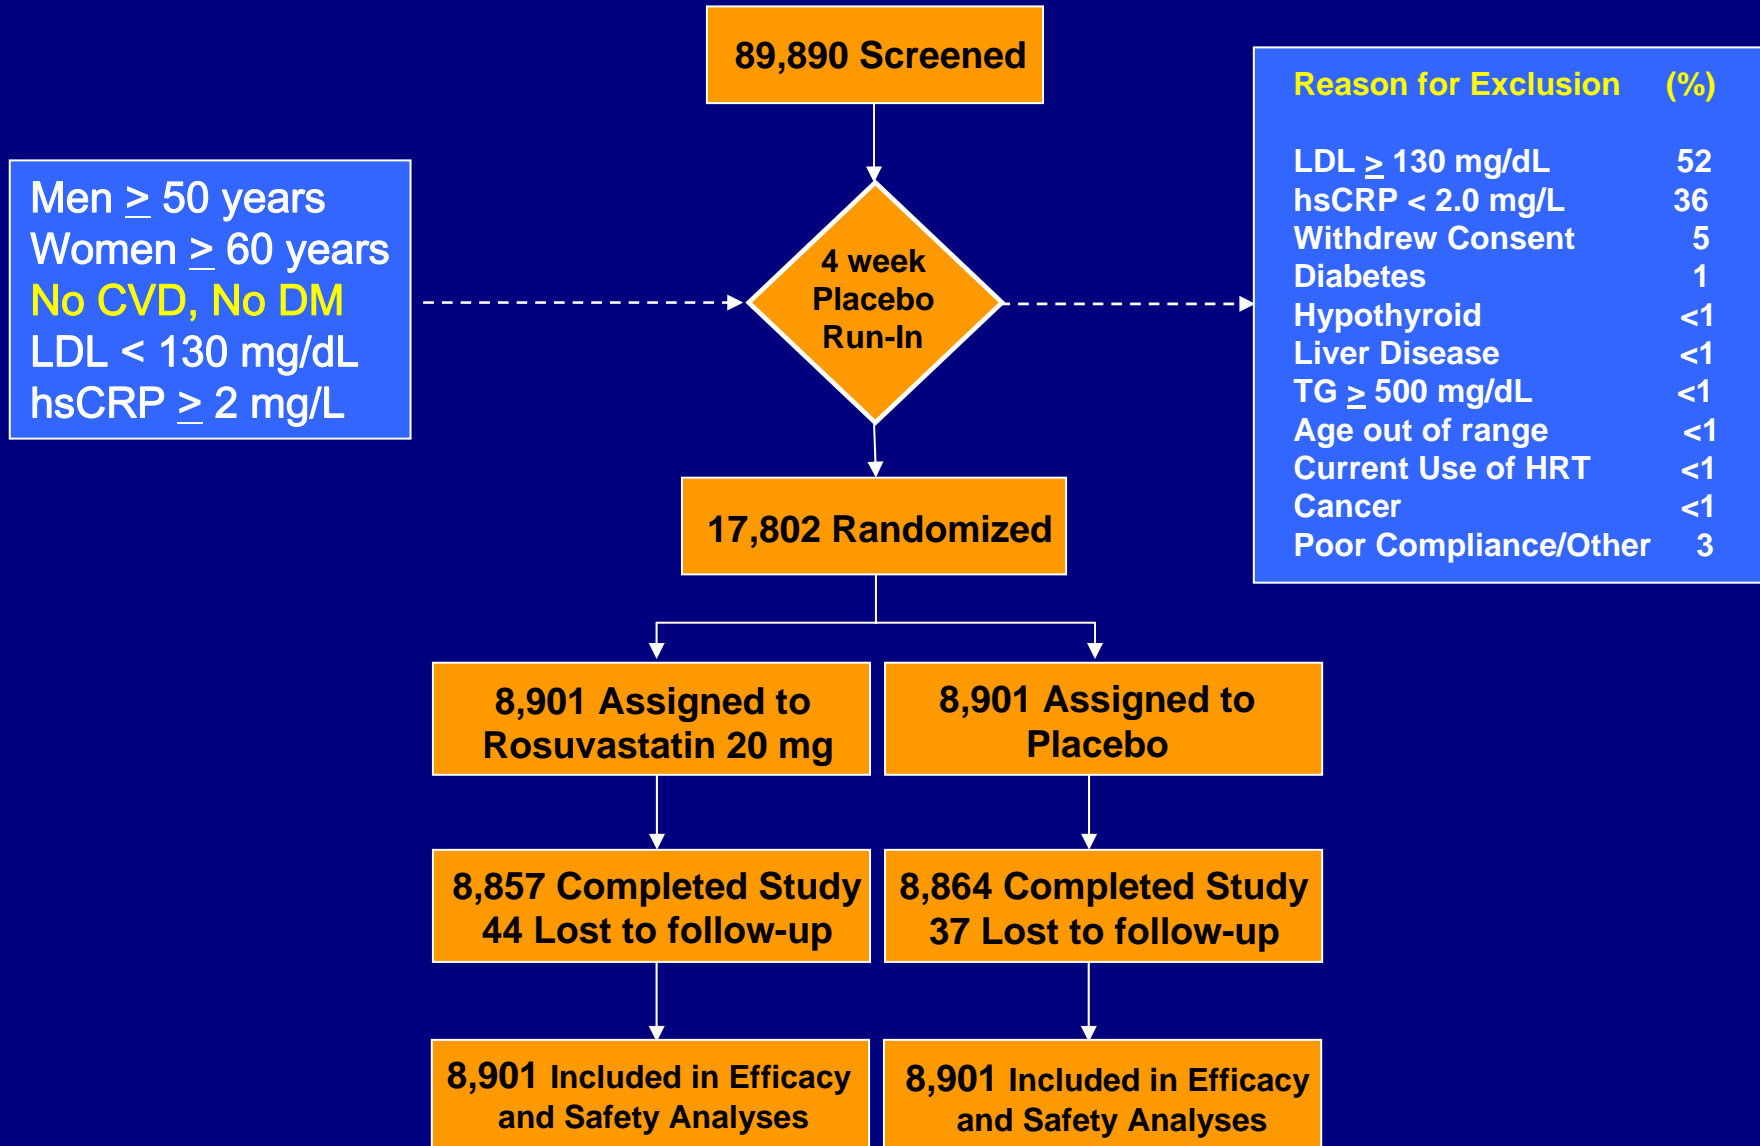 89,890 Screened
Men ≥ 50 years
Women ≥ 60 years
No CVD, No DM
LDL < 130 mg/dL
hsCRP ≥ 2 mg/L
4 week
Placebo
Run-In
Reason for Exclusion (%)
LDL ≥ 130 mg/dL 52
hsCRP < 2.0 mg/L 36
Withdrew Consent 5
Diabetes 1
Hypothyroid <1
Liver Disease <1
TG ≥ 500 mg/dL <1
Age out of range <1
Current Use of HRT <1
Cancer <1
Poor Compliance/Other 3
17,802 Randomized
8,901 Assigned to
Rosuvastatin 20 mg
8,901 Assigned to
Placebo
8,857 Completed Study
44 Lost to follow-up
8,864 Completed Study
37 Lost to follow-up
8,901 Included in Efficacy
and Safety Analyses
8,901 Included in Efficacy
and Safety Analyses